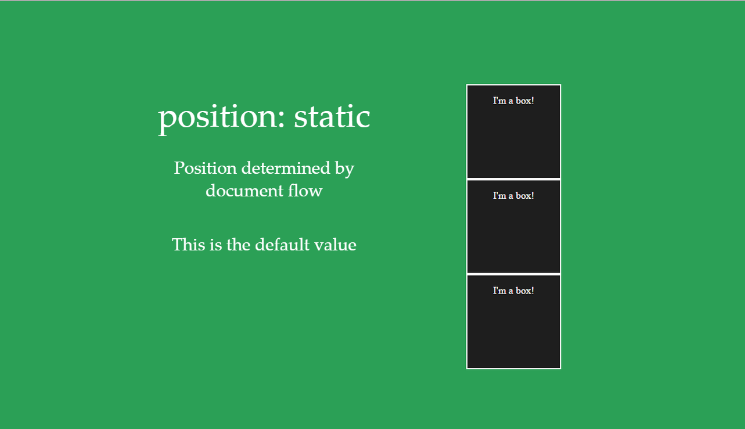 position: static
Position determined by
document flow
This is the default value
I'm a box!
I'm a box!
I'm a box!